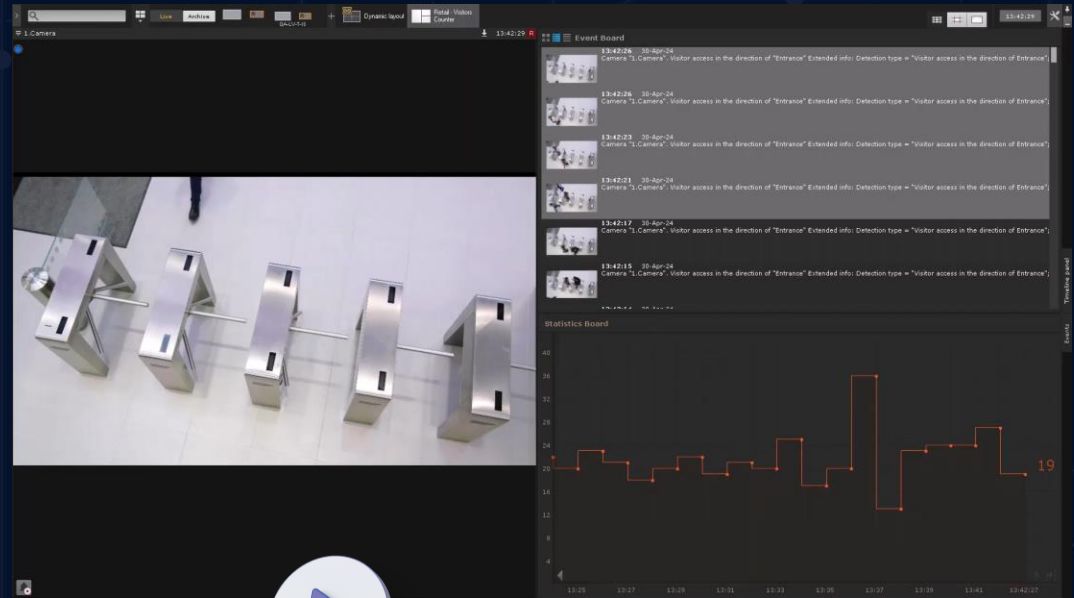 Live
Archive
QA-LV-1-III
Dynamic layout
Retail - Visitors
Counter
13:42:29
1.Camera
13:42:29 R
Event Board
13:42:26 30-Apr-24
Camera "1.Camera". Visitor access in the direction of "Entrance" Extended info: Detection type = "Visitor access in the direction of Entrance";
13:42:26 30-Apr-24
Camera "1.Camera". Visitor access in the direction of "Entrance" Extended info: Detection type = "Visitor access in the direction of Entrance";
13:42:23 30-Apr-24
Camera "1.Camera". Visitor access in the direction of "Entrance" Extended info: Detection type = "Visitor access in the direction of Entrance";
13:42:21 30-Apr-24
Camera "1.Camera". Visitor access in the direction of "Entrance" Extended info: Detection type = "Visitor access in the direction of Entrance";
13:42:17 30-Apr-24
Camera "1.Camera". Visitor access in the direction of "Entrance" Extended info: Detection type = "Visitor access in the direction of Entrance";
13:42:15 30-Apr-24
Camera "1.Camera". Visitor access in the direction of "Entrance" Extended info: Detection type = "Visitor access in the direction of Entrance";
Timeline panel
Events
Statistics Board
40
36
32
28
24
20
16
12
8
4
19
13:25 13:27 13:29 13:31 13:33 13:35 13:37 13:39 13:41 13:42:27